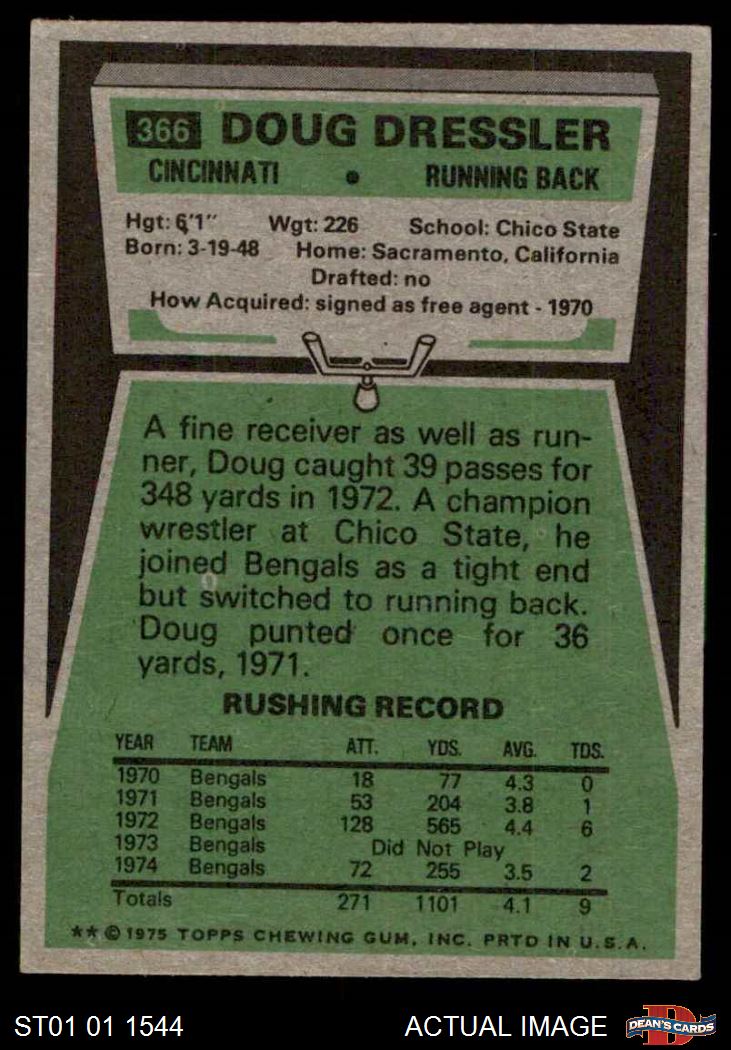 366 DOUG DRESSLER
CINCINNATI • RUNNING BACK
Hgt: 6'1" Wgt: 226 School: Chico State
Born: 3-19-48 Home: Sacramento, California
Drafted: no
How Acquired: signed as free agent - 1970
A fine receiver as well as run-
ner, Doug caught 39 passes for
348 yards in 1972. A champion
wrestler at Chico State, he
joined Bengals as a tight end
but switched to running back.
Doug punted once for 36
yards, 1971.
RUSHING RECORD
YEAR TEAM ATT. YDS. AVG. TDS.
1970 Bengals 18 77 4.3 0
1971 Bengals 53 204 3.8 1
1972 Bengals 128 565 4.4 6
1973 Bengals Did Not Play
1974 Bengals 72 255 3.5 2
Totals 271 1101 4.1 9
** © 1975 TOPPS CHEWING GUM, INC. PRTD IN U.S.A.
ST01 01 1544 ACTUAL IMAGE D DEAN'S CARDS